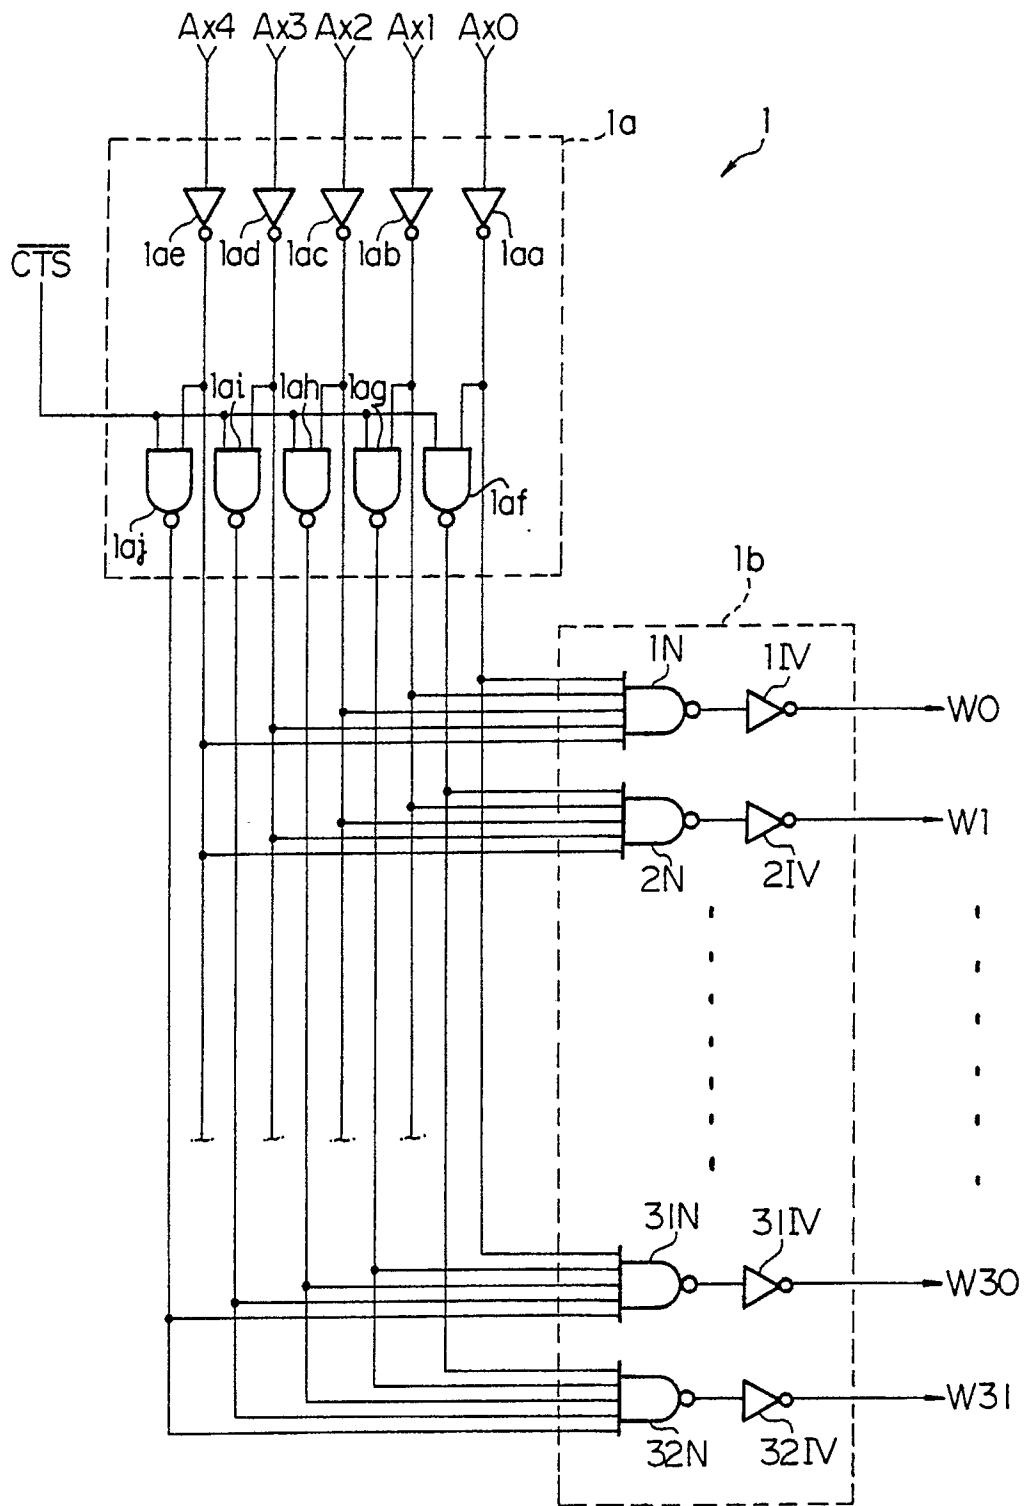 Ax4 Ax3 Ax2 Ax1 Ax0
1a
1
1ae 1ad 1ac 1ab 1aa
C̅T̅S̅
1ai 1ah 1ag
1aj 1af
1b
1N 1IV
W0
W1
2N 2IV
31N 31IV
W30
W31
32N 32IV